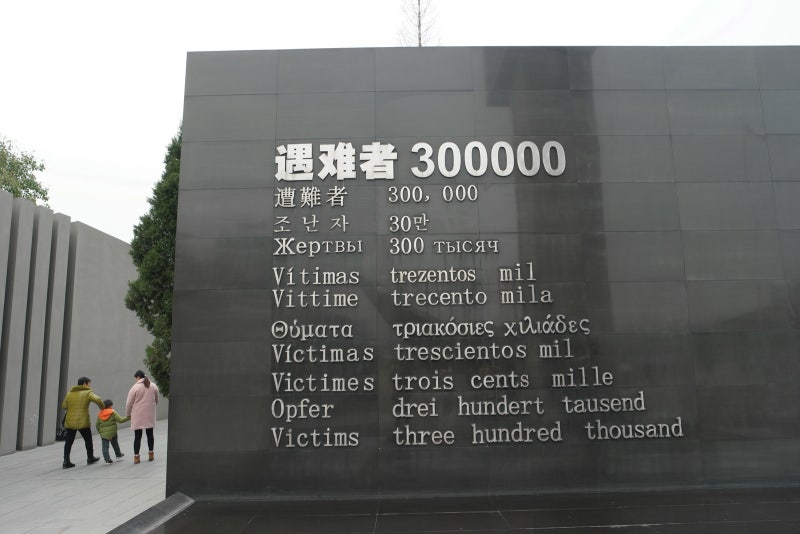 遇难者 300000
遭難者 300，000
조난자 30만
Жертвы 300 тысяч
Vítimas trezentos mil
Vittime trecento mila
Θύματα τριακόσιες χιλιάδες
Víctimas trescientos mil
Victimes trois cents mille
Opfer drei hundert tausend
Victims three hundred thousand